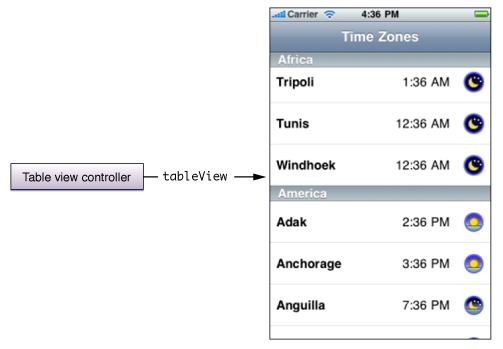 Carrier 4:36 PM
Time Zones
Africa
Tripoli 1:36 AM
Tunis 12:36 AM
Windhoek 12:36 AM
Table view controller tableView
America
Adak 2:36 PM
Anchorage 3:36 PM
Anguilla 7:36 PM